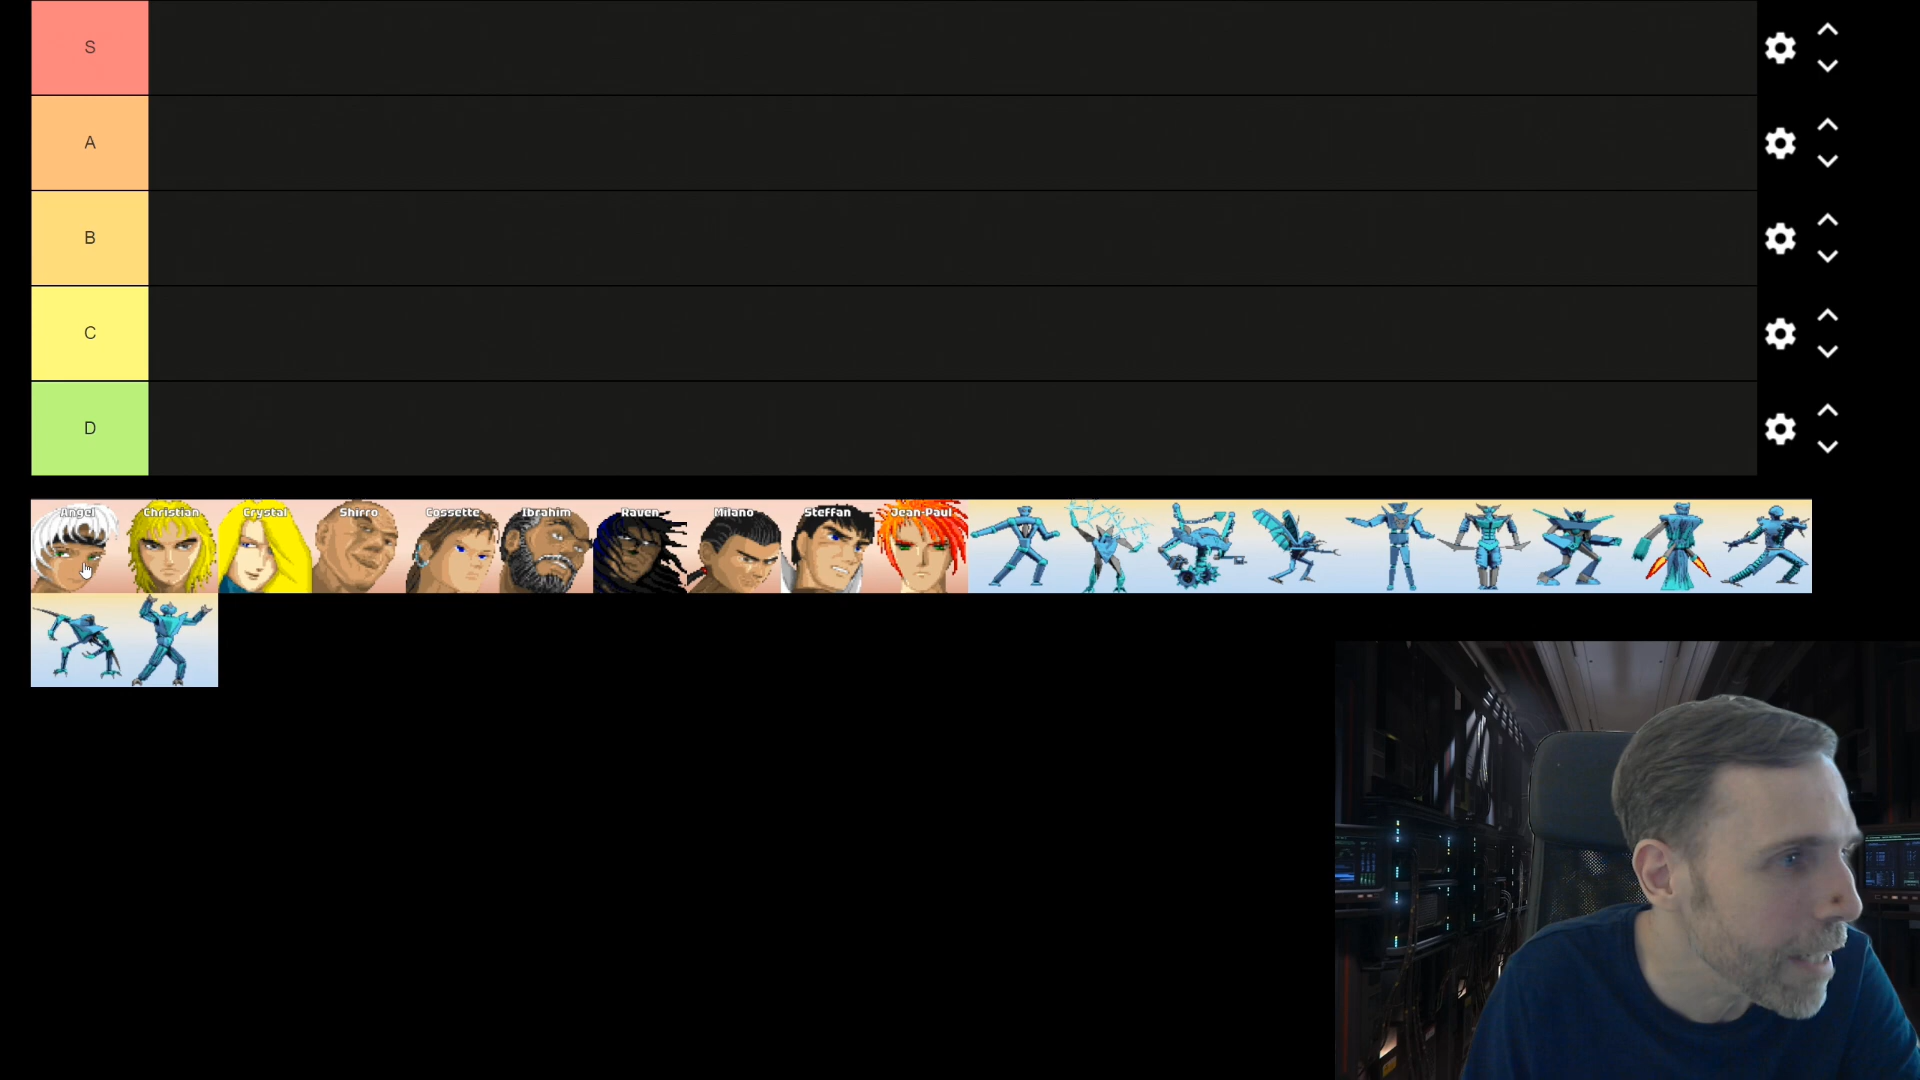 S
A
B
C
D
Angel Christian Crystal Shirro Cossette Ibrahim Raven Milano Steffan Jean-Paul